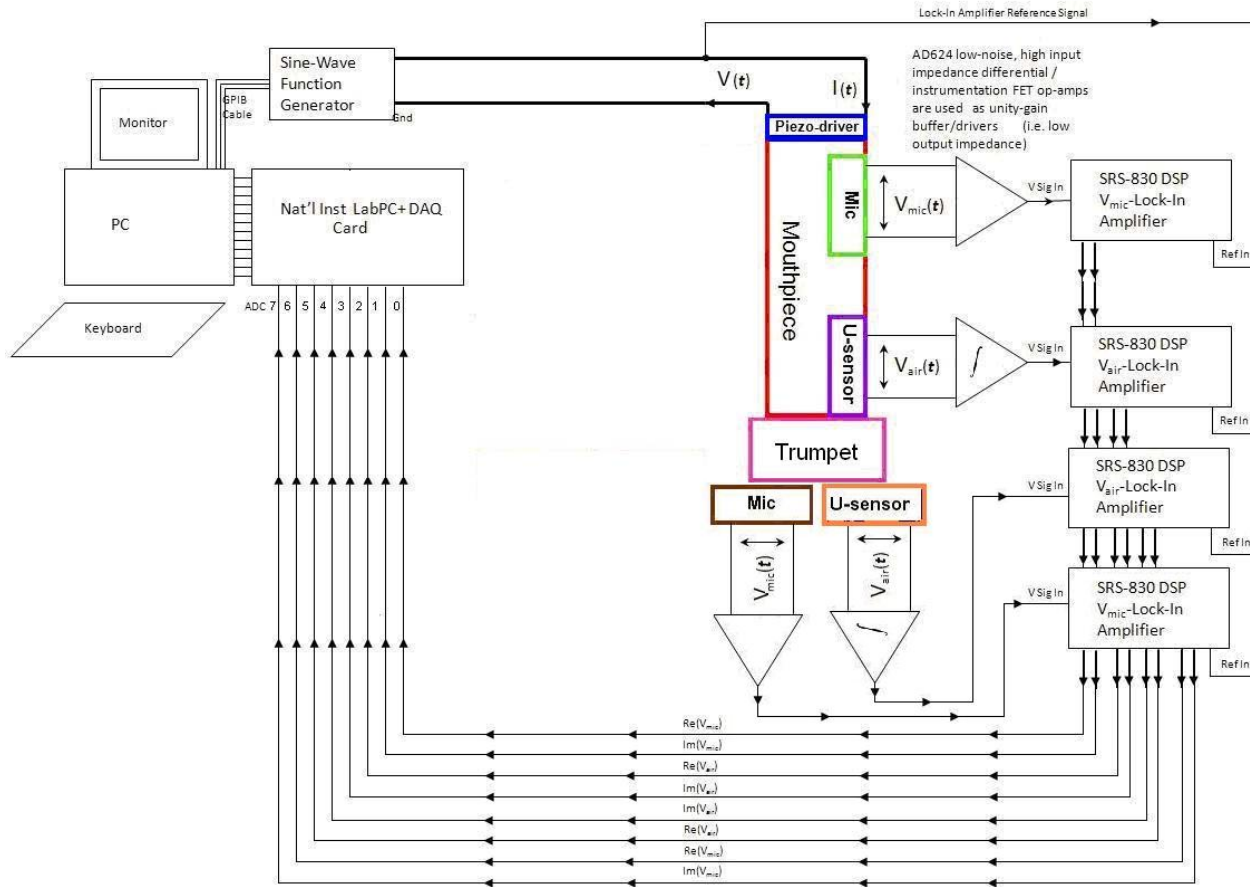 Lock-In Amplifier Reference Signal
Sine-Wave
Function
Generator
V(t)
I(t)
AD624 low-noise, high input
impedance differential /
instrumentation FET op-amps
are used as unity-gain
buffer/drivers (i.e. low
output impedance)
Monitor
GPIB
Cable
Gnd
Piezo-driver
PC
Nat'l Inst LabPC+ DAQ
Card
Mouthpiece
Mic
Vmic(t)
V Sig In
SRS-830 DSP
Vmic-Lock-In
Amplifier
Ref In
ADC 7 6 5 4 3 2 1 0
Keyboard
U-sensor
Vair(t)
∫
V Sig In
SRS-830 DSP
Vair-Lock-In
Amplifier
Ref In
Trumpet
V Sig In
SRS-830 DSP
Vair-Lock-In
Amplifier
Ref In
Mic
U-sensor
Vmic(t)
Vair(t)
∫
V Sig In
SRS-830 DSP
Vmic-Lock-In
Amplifier
Ref In
Re(Vmic)
Im(Vmic)
Re(Vair)
Im(Vair)
Im(Vair)
Re(Vair)
Re(Vmic)
Im(Vmic)